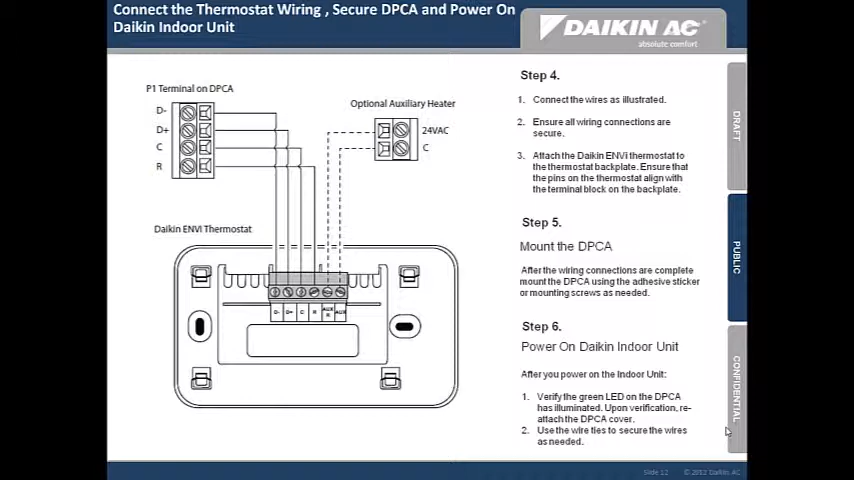 Connect the Thermostat Wiring , Secure DPCA and Power On
Daikin Indoor Unit
DAIKIN AC
absolute comfort
P1 Terminal on DPCA
D-
D+
C
R
Optional Auxiliary Heater
24VAC
C
Daikin ENVi Thermostat
D-
D+
C
R
AUX
R
AUX
Step 4.
1. Connect the wires as illustrated.
2. Ensure all wiring connections are
secure.
3. Attach the Daikin ENVi thermostat to
the thermostat backplate. Ensure that
the pins on the thermostat align with
the terminal block on the backplate.
Step 5.
Mount the DPCA
After the wiring connections are complete
mount the DPCA using the adhesive sticker
or mounting screws as needed.
Step 6.
Power On Daikin Indoor Unit
After you power on the Indoor Unit:
1. Verify the green LED on the DPCA
has illuminated. Upon verification, re-
attach the DPCA cover.
2. Use the wire ties to secure the wires
as needed.
DRAFT
PUBLIC
CONFIDENTIAL
Slide 12
© 2012 Daikin AC